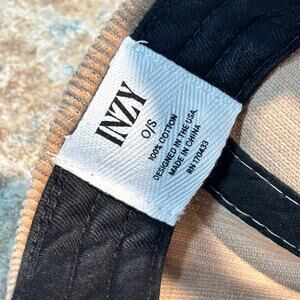 INZY
O/S
100% COTTON
DESIGNED IN THE USA
MADE IN CHINA
RN 170433